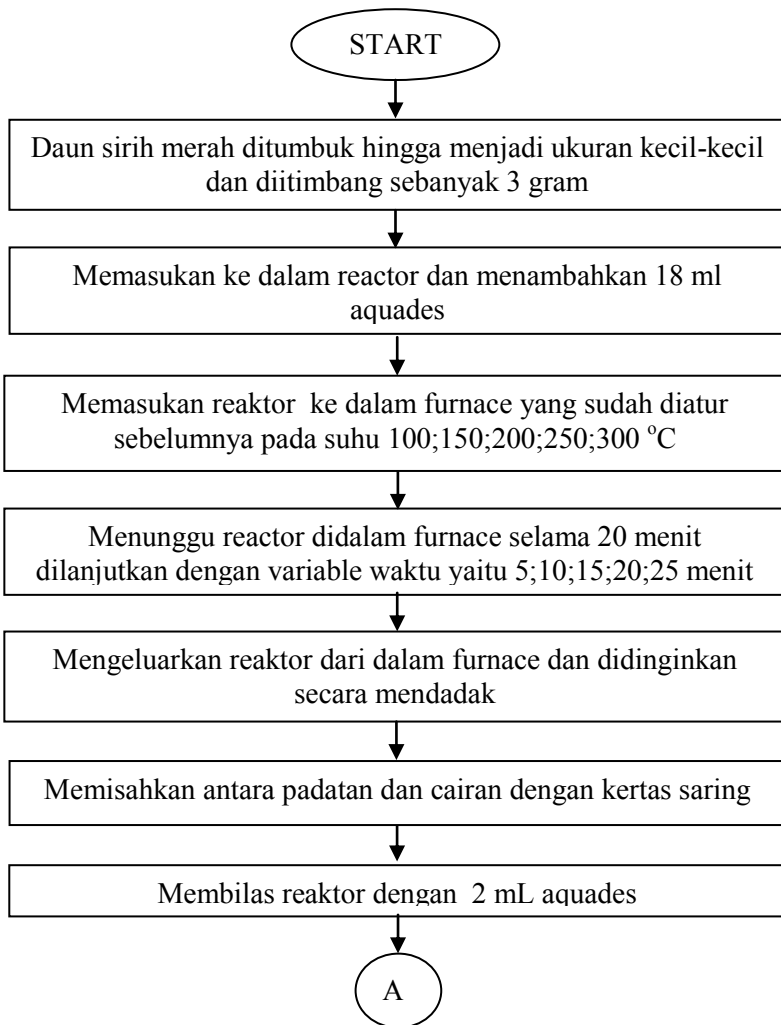 START
Daun sirih merah ditumbuk hingga menjadi ukuran kecil-kecil
dan diitimbang sebanyak 3 gram
Memasukan ke dalam reactor dan menambahkan 18 ml
aquades
Memasukan reaktor ke dalam furnace yang sudah diatur
sebelumnya pada suhu 100;150;200;250;300 °C
Menunggu reactor didalam furnace selama 20 menit
dilanjutkan dengan variable waktu yaitu 5;10;15;20;25 menit
Mengeluarkan reaktor dari dalam furnace dan didinginkan
secara mendadak
Memisahkan antara padatan dan cairan dengan kertas saring
Membilas reaktor dengan 2 mL aquades
A